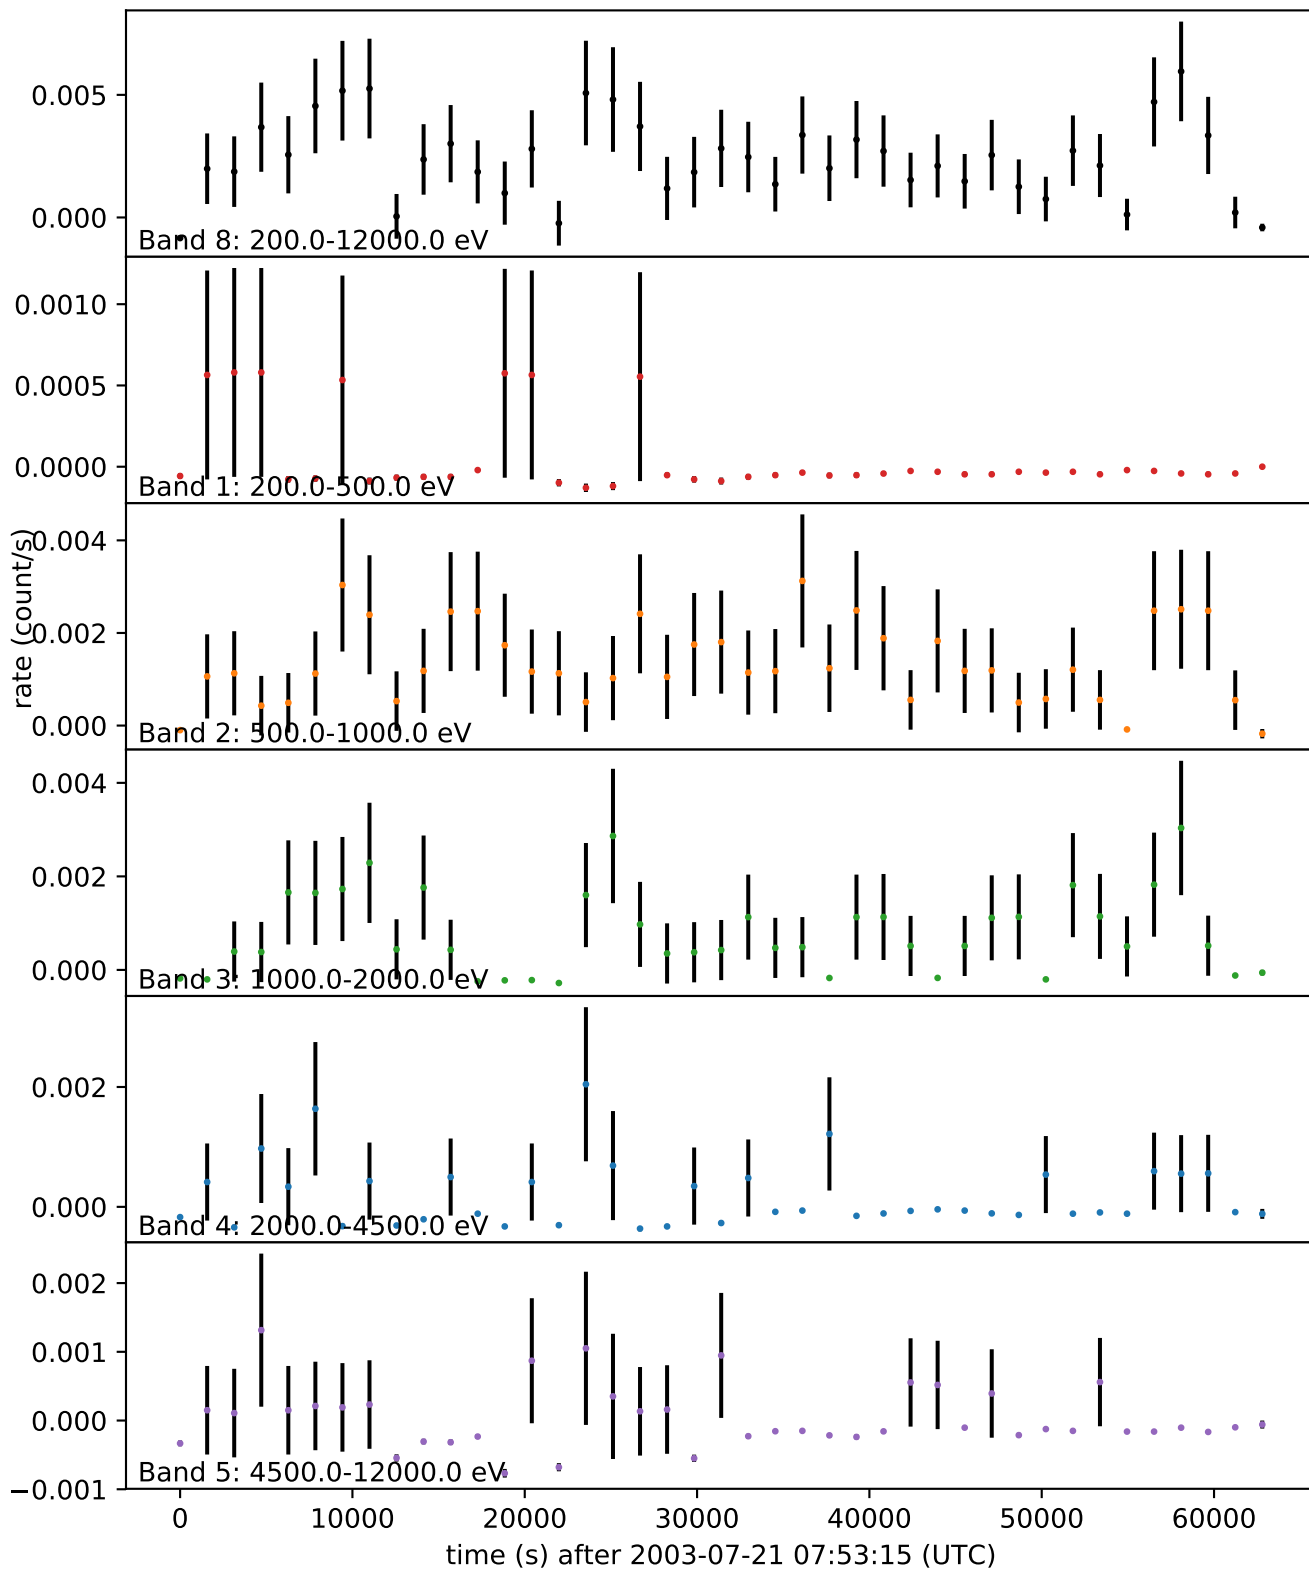 0.005
0.000
Band 8: 200.0-12000.0 eV
0.0010
0.0005
0.0000
Band 1: 200.0-500.0 eV
rate (count/s)
0.004
0.002
0.000
Band 2: 500.0-1000.0 eV
0.004
0.002
0.000
Band 3: 1000.0-2000.0 eV
0.002
0.000
Band 4: 2000.0-4500.0 eV
0.002
0.001
0.000
−0.001
Band 5: 4500.0-12000.0 eV
0 10000 20000 30000 40000 50000 60000
time (s) after 2003-07-21 07:53:15 (UTC)